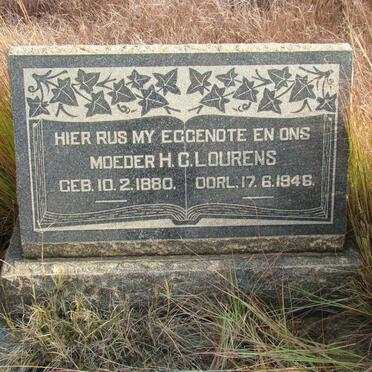 HIER RUS MY EGGENOTE EN ONS
MOEDER H.C. LOURENS
GEB. 10.2.1880. OORL. 17.6.1946.